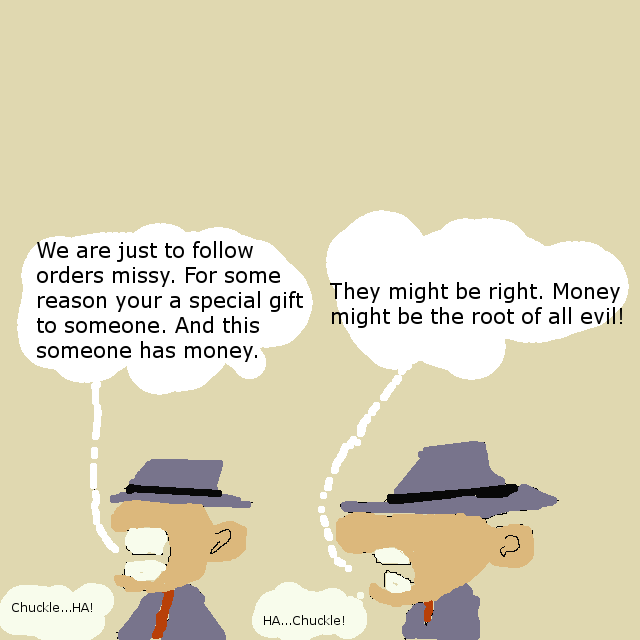 We are just to follow
orders missy. For some
reason your a special gift
to someone. And this
someone has money.
They might be right. Money
might be the root of all evil!
Chuckle...HA!
HA...Chuckle!